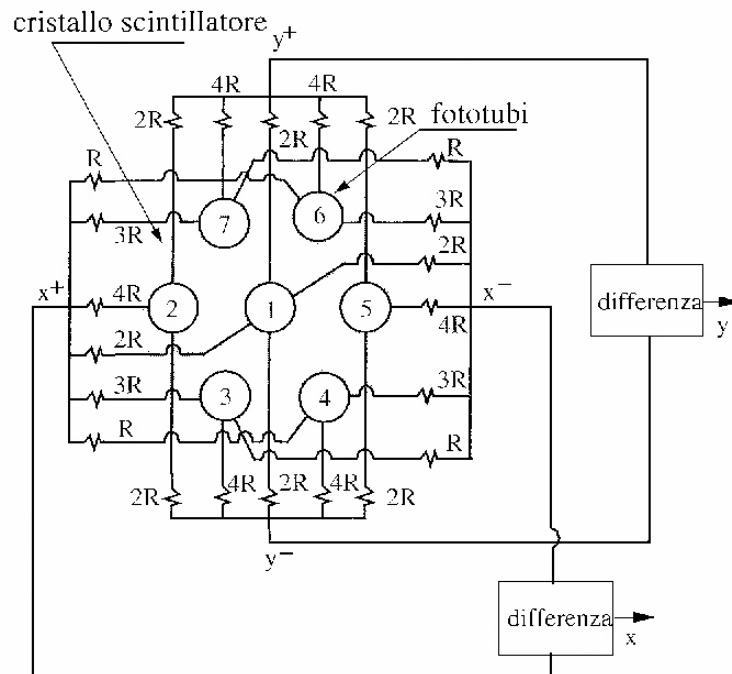 cristallo scintillatore
y+
4R 4R
2R 2R 2R
fototubi
R R
7 6
3R 3R
2R
x+ 4R 2 1 5 x−
differenza
y
2R 4R
3R 3 4 3R
R R
2R 4R 2R 4R 2R
y−
differenza
x